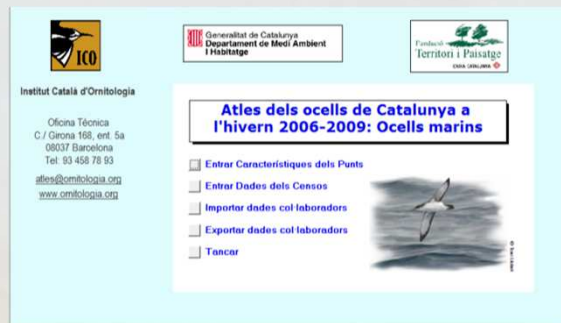 ICO
Generalitat de Catalunya
Departament de Medi Ambient
i Habitatge
Fundació
Territori i Paisatge
CAIXA CATALUNYA
Institut Català d'Ornitologia
Oficina Tècnica
C./ Girona 168, ent. 5a
08037 Barcelona
Tel: 93 458 78 93
atles@ornitologia.org
www.ornitologia.org
Atles dels ocells de Catalunya a
l'hivern 2006-2009: Ocells marins
Entrar Característiques dels Punts
Entrar Dades dels Censos
Importar dades col·laboradors
Exportar dades col·laboradors
Tancar